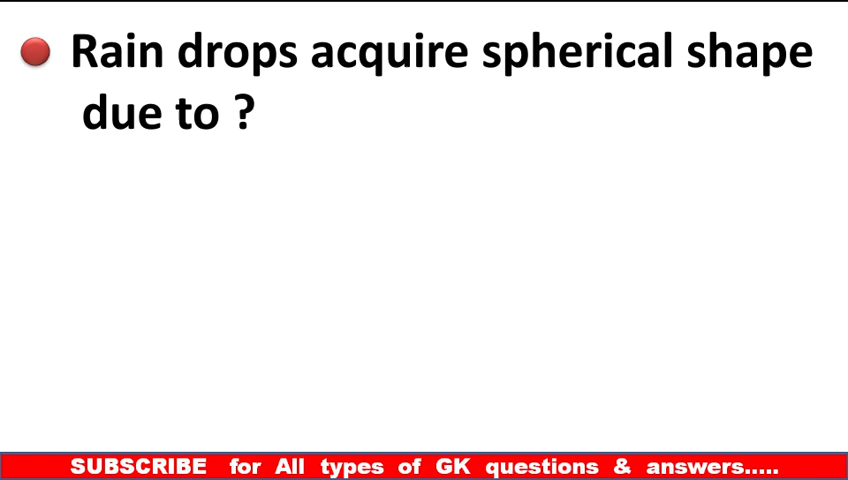 Rain drops acquire spherical shape
due to ?
SUBSCRIBE for All types of GK questions & answers.....